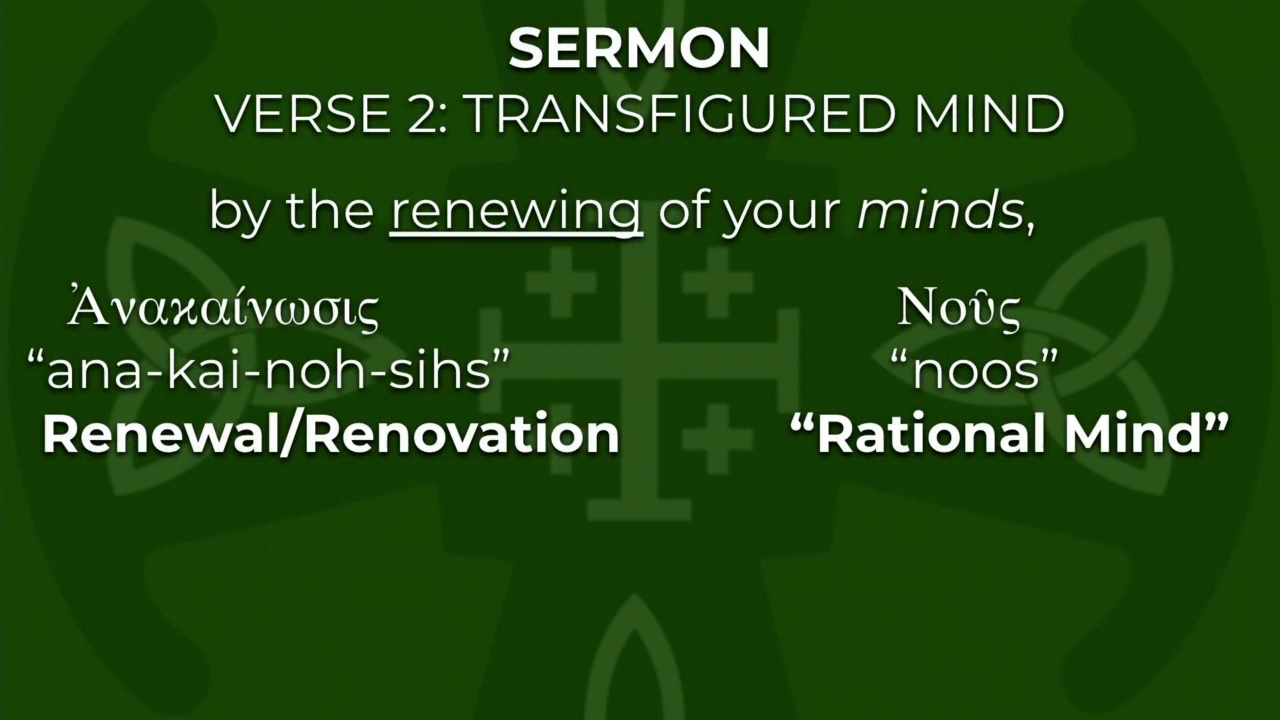 SERMON
VERSE 2: TRANSFIGURED MIND
by the renewing of your minds,
Ἀνακαίνωσις
Νοῦς
“ana-kai-noh-sihs”
“noos”
Renewal/Renovation
“Rational Mind”